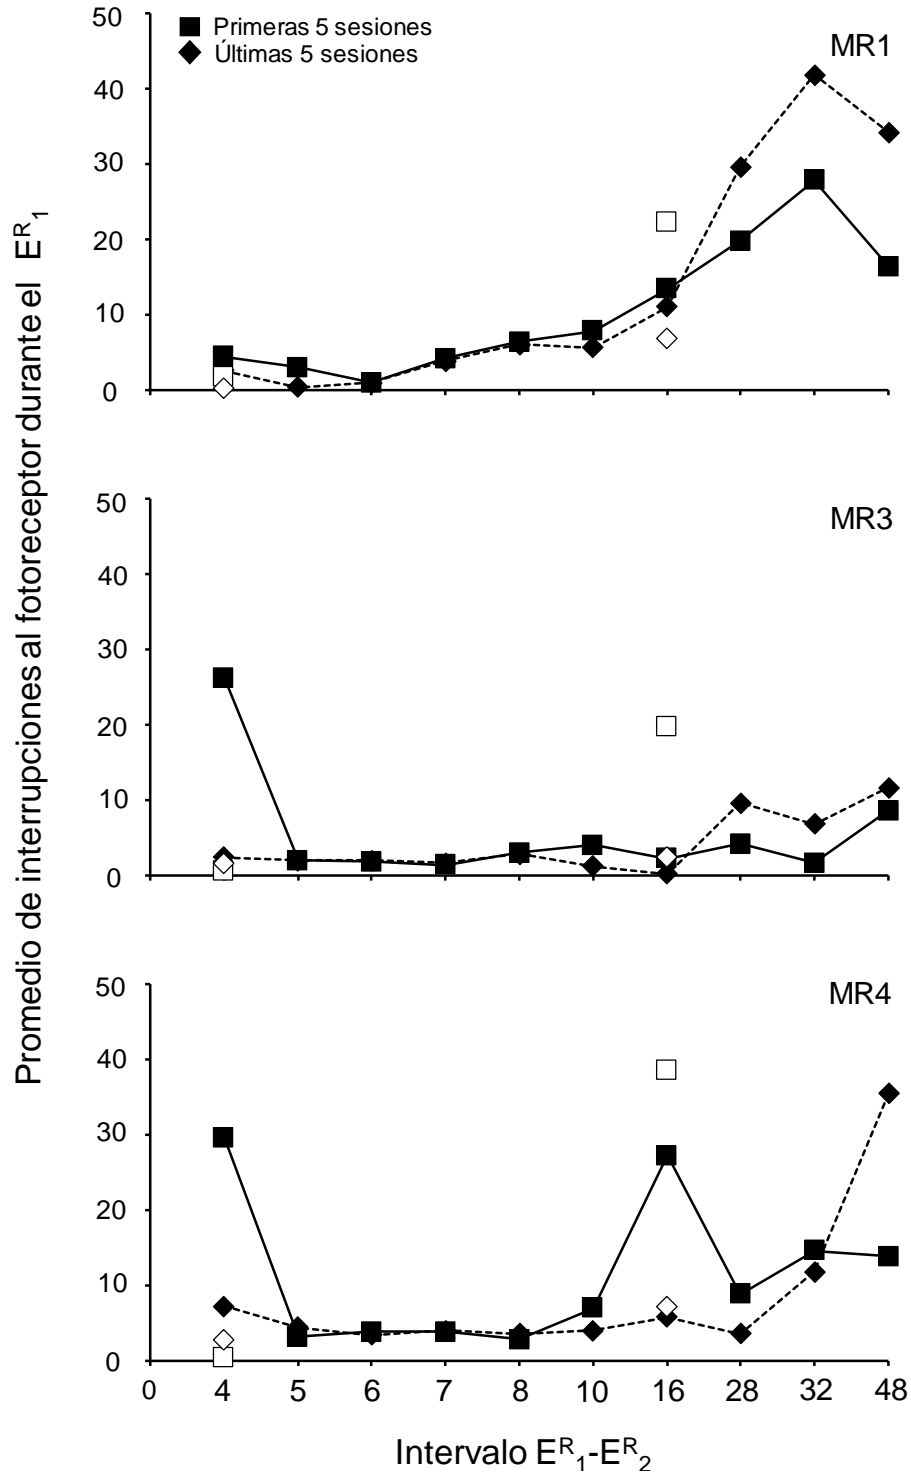 Promedio de interrupciones al fotoreceptor durante el E^R_1
50
40
30
20
10
0
Primeras 5 sesiones
Últimas 5 sesiones
MR1
50
40
30
20
10
0
MR3
50
40
30
20
10
0
MR4
0 4 5 6 7 8 10 16 28 32 48
Intervalo E^R_1-E^R_2